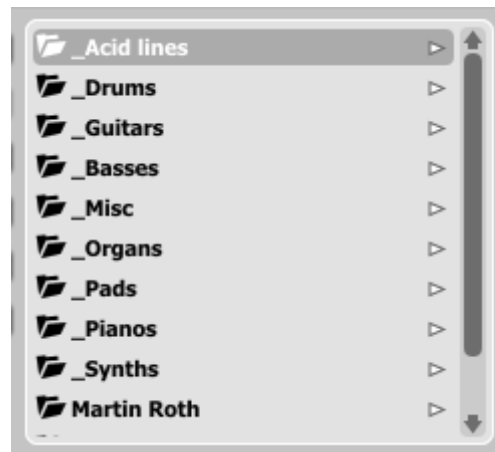 _Acid lines
_Drums
_Guitars
_Basses
_Misc
_Organs
_Pads
_Pianos
_Synths
Martin Roth